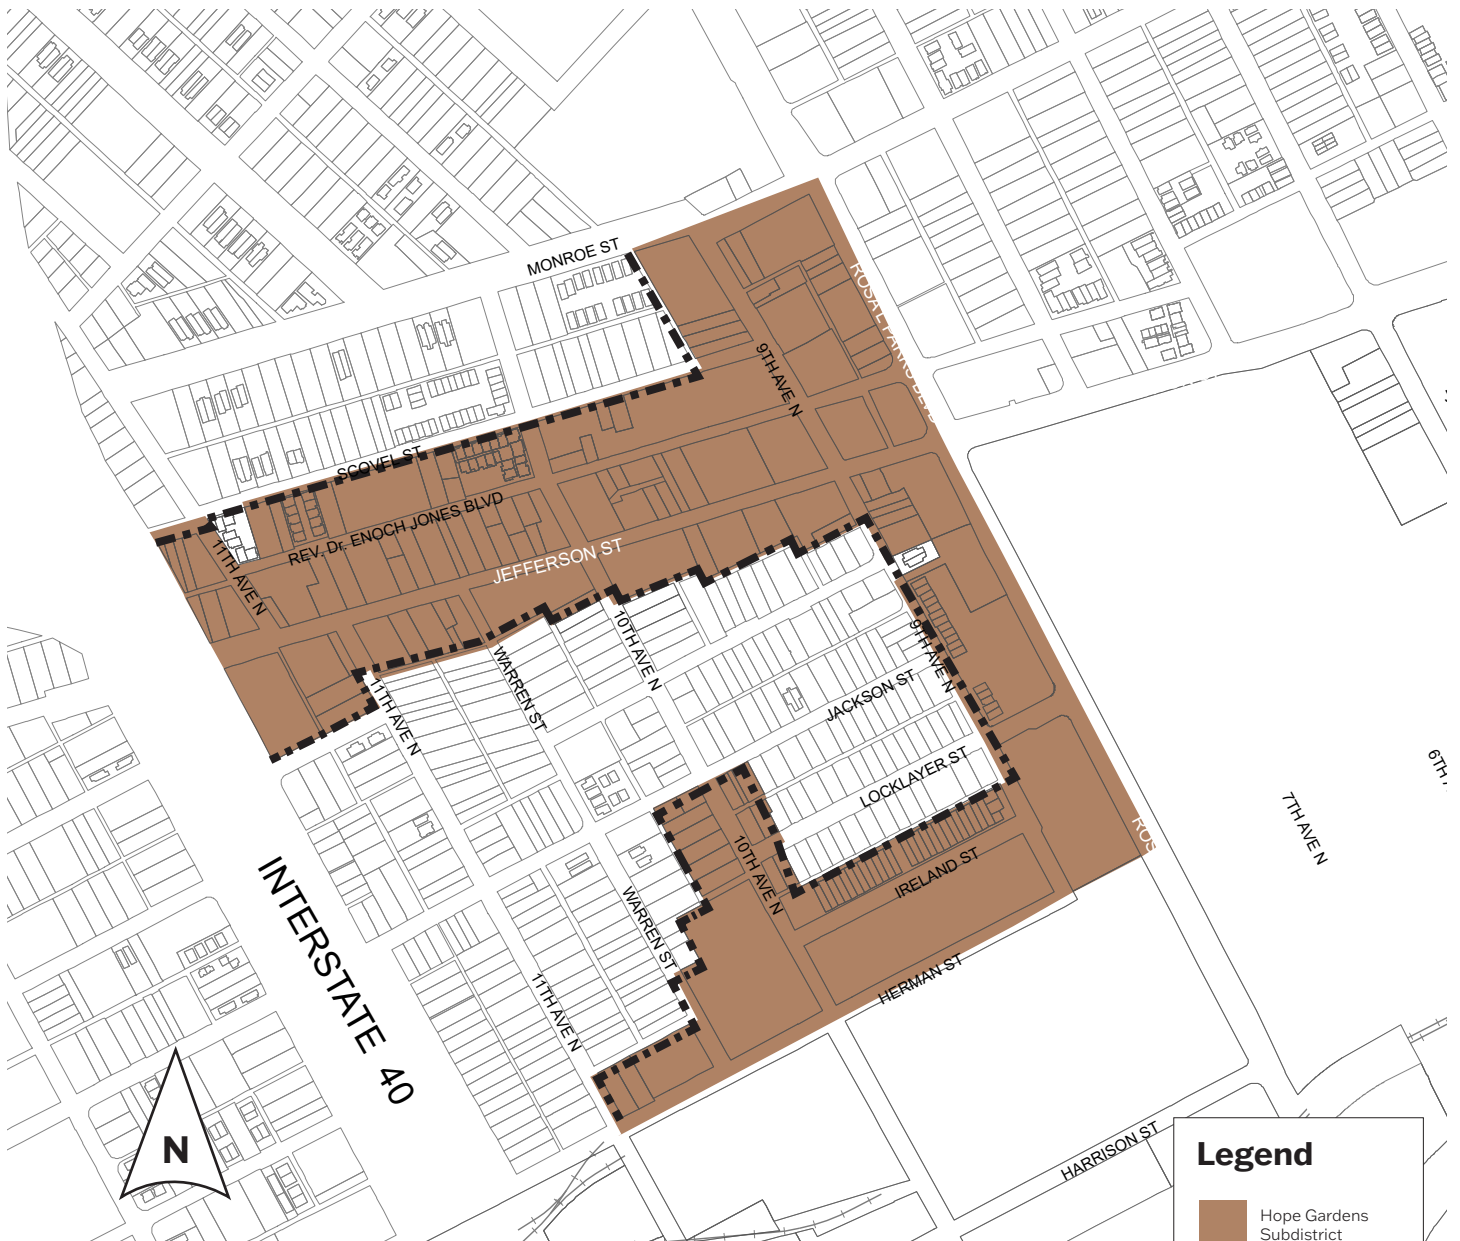 MONROE ST
ROSA L PARKS BLVD
9TH AVE N
SCOVEL ST
REV. Dr. ENOCH JONES BLVD
11TH AVE N
JEFFERSON ST
10TH AVE N
9TH AVE N
WARREN ST
11TH AVE N
JACKSON ST
LOCKLAYER ST
6TH
7TH AVE N
ROS
10TH AVE N
IRELAND ST
INTERSTATE 40
WARREN ST
HERMAN ST
11TH AVE N
HARRISON ST
N
Legend
Hope Gardens
Subdistrict